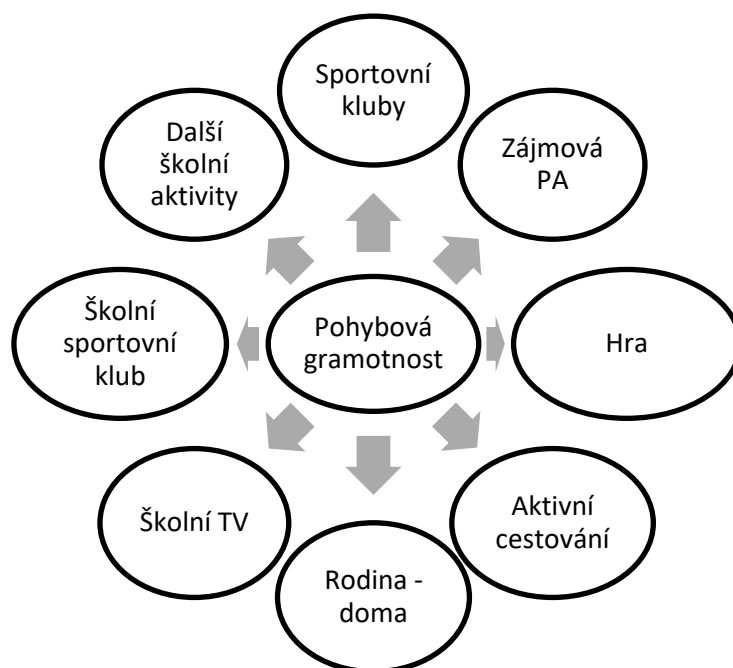 Sportovní
kluby
Další
školní
aktivity
Zájmová
PA
Školní
sportovní
klub
Pohybová
gramotnost
Hra
Školní TV
Aktivní
cestování
Rodina -
doma